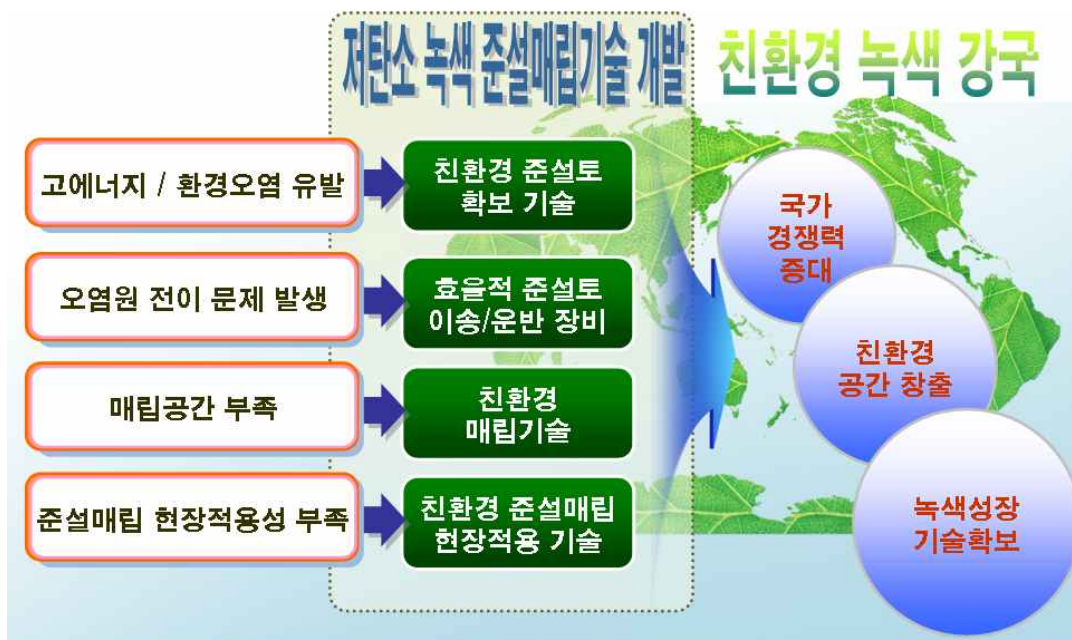 저탄소 녹색 준설매립기술 개발
친환경 녹색 강국
고에너지 / 환경오염 유발
친환경 준설토
확보 기술
오염원 전이 문제 발생
효율적 준설토
이송/운반 장비
매립공간 부족
친환경
매립기술
준설매립 현장적용성 부족
친환경 준설매립
현장적용 기술
국가
경쟁력
증대
친환경
공간 창출
녹색성장
기술확보